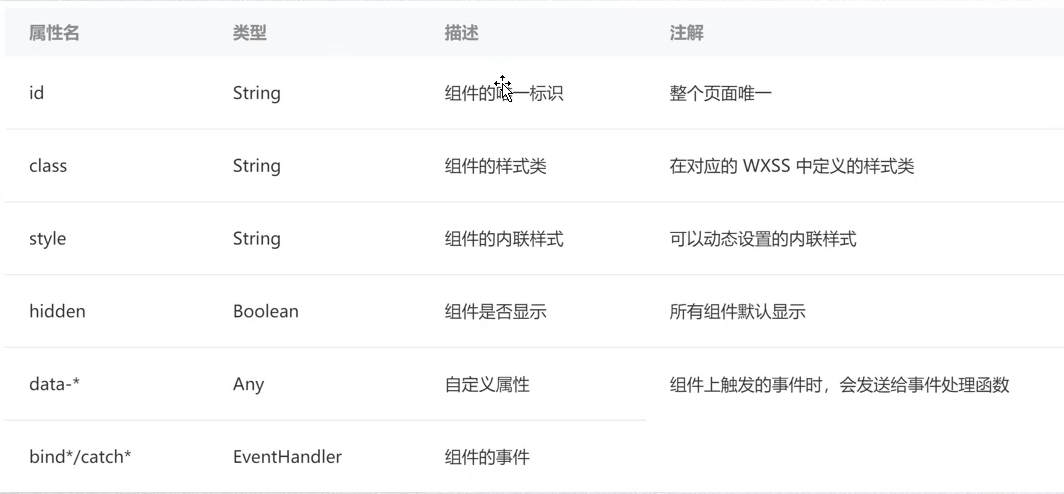 属性名 类型 描述 注解
id String 组件的唯一标识 整个页面唯一
class String 组件的样式类 在对应的 WXSS 中定义的样式类
style String 组件的内联样式 可以动态设置的内联样式
hidden Boolean 组件是否显示 所有组件默认显示
data-* Any 自定义属性 组件上触发的事件时，会发送给事件处理函数
bind*/catch* EventHandler 组件的事件